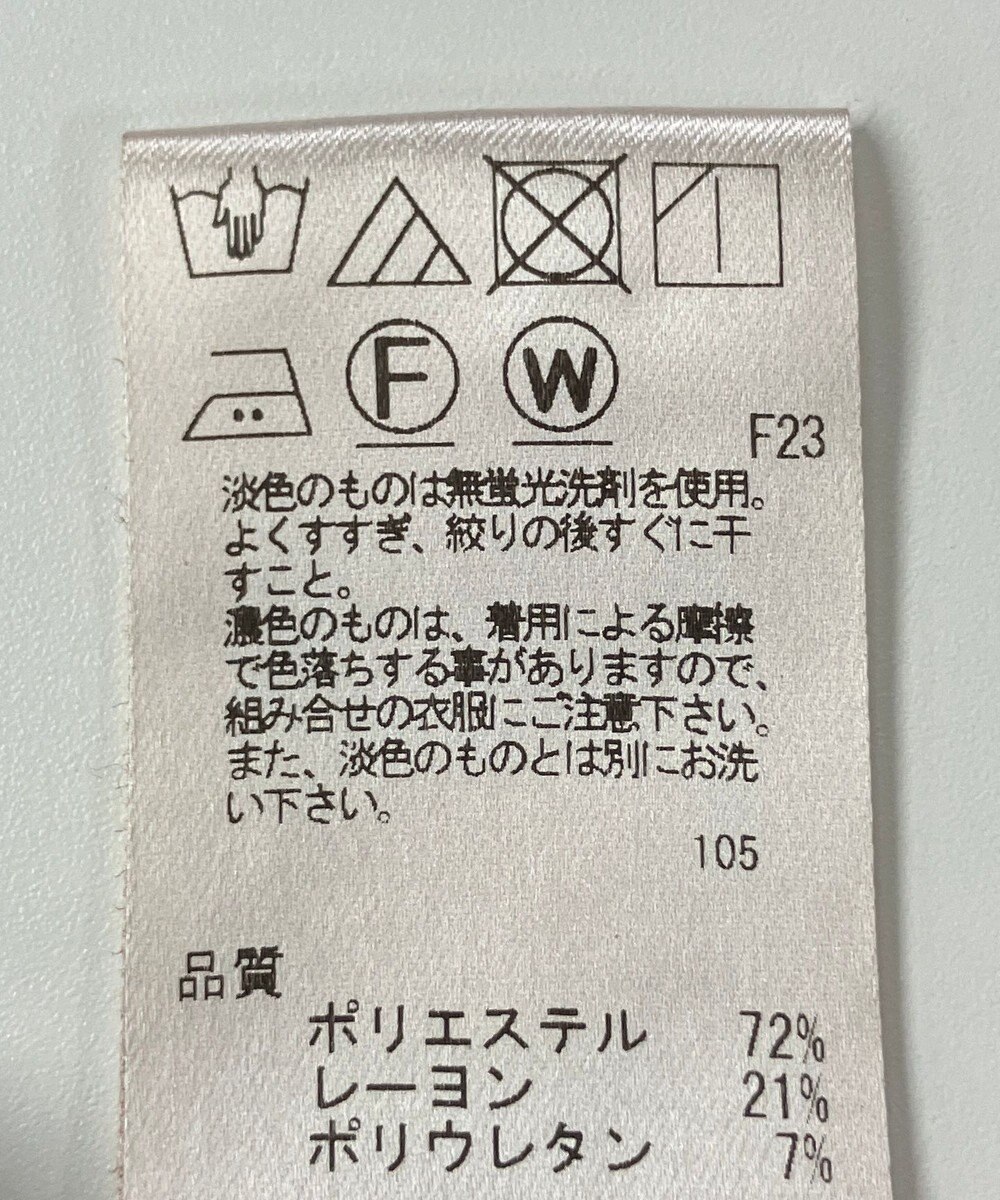 F
W
F23
淡色のものは無蛍光洗剤を使用。
よくすすぎ、絞りの後すぐに干
すこと。
濃色のものは、着用による摩擦
で色落ちする事がありますので、
組み合せの衣服にご注意下さい。
また、淡色のものとは別にお洗
い下さい。
105
品質
ポリエステル 72%
レーヨン 21%
ポリウレタン 7%